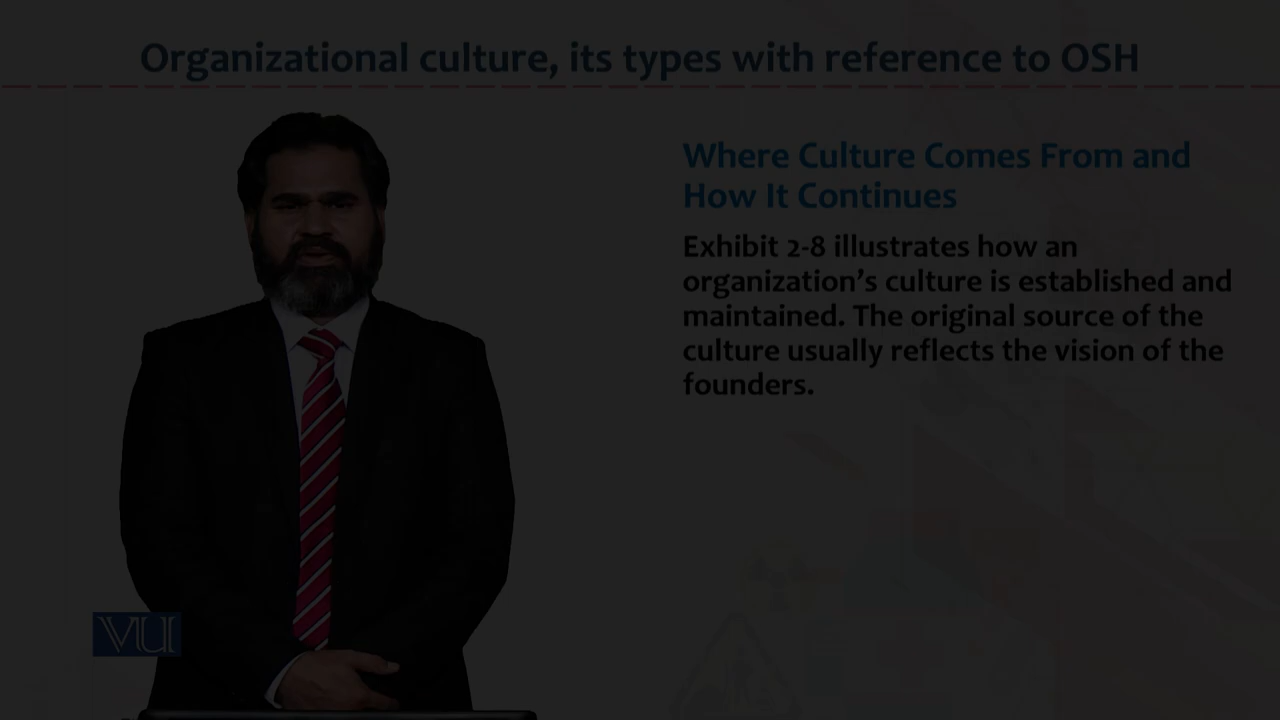 Organizational culture, its types with reference to OSH
Where Culture Comes From and
How It Continues
Exhibit 2-8 illustrates how an
organization’s culture is established and
maintained. The original source of the
culture usually reflects the vision of the
founders.
VU